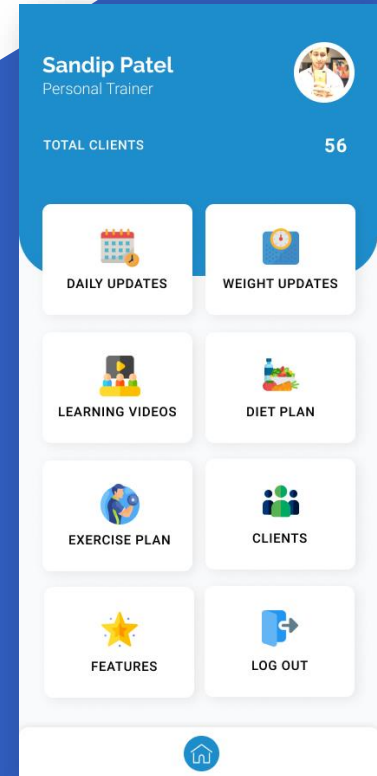 Sandip Patel
Personal Trainer
TOTAL CLIENTS 56
DAILY UPDATES
WEIGHT UPDATES
LEARNING VIDEOS
DIET PLAN
EXERCISE PLAN
CLIENTS
FEATURES
LOG OUT